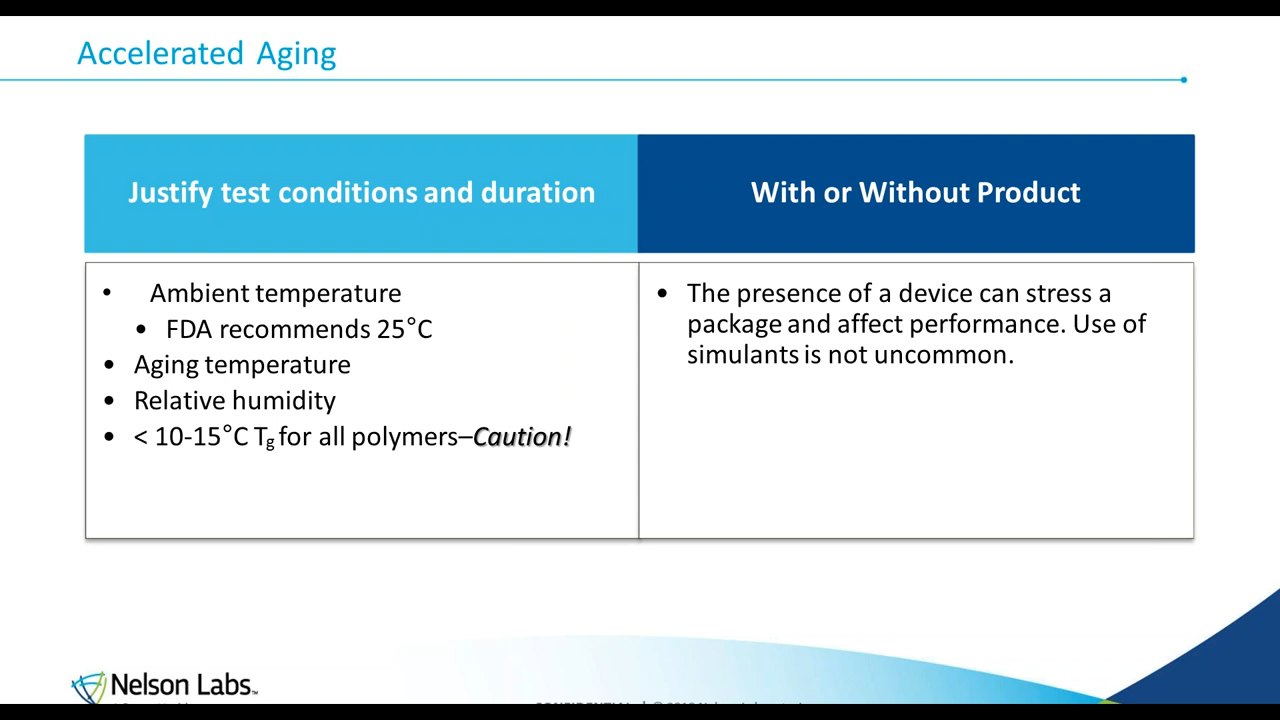 Accelerated Aging
Justify test conditions and duration
With or Without Product
• Ambient temperature
• FDA recommends 25°C
• Aging temperature
• Relative humidity
• < 10-15°C Tg for all polymers–Caution!
• The presence of a device can stress a
package and affect performance. Use of
simulants is not uncommon.
Nelson Labs™